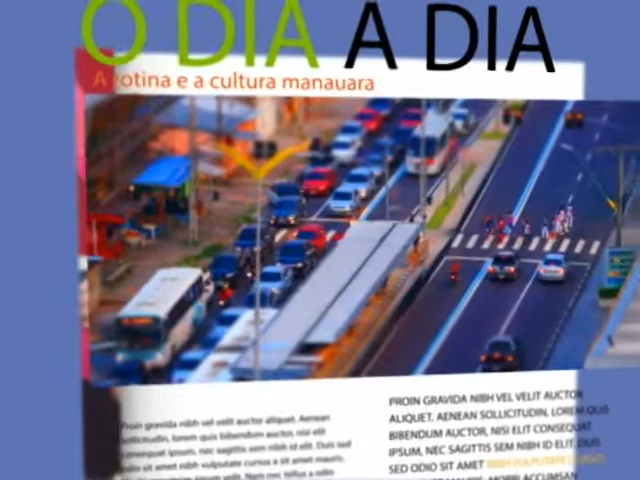 O DIA A DIA
A rotina e a cultura manauara
Proin gravida nibh vel velit auctor aliquet. Aenean
sollicitudin, lorem quis bibendum auctor, nisi elit
consequat ipsum, nec sagittis sem nibh id elit. Duis sed
odio sit amet nibh vulputate cursus a sit amet mauris.
PROIN GRAVIDA NIBH VEL VELIT AUCTOR
ALIQUET. AENEAN SOLLICITUDIN, LOREM QUIS
BIBENDUM AUCTOR, NISI ELIT CONSEQUAT
IPSUM, NEC SAGITTIS SEM NIBH ID ELIT. DUIS
SED ODIO SIT AMET NIBH VULPUTATE CURSUS